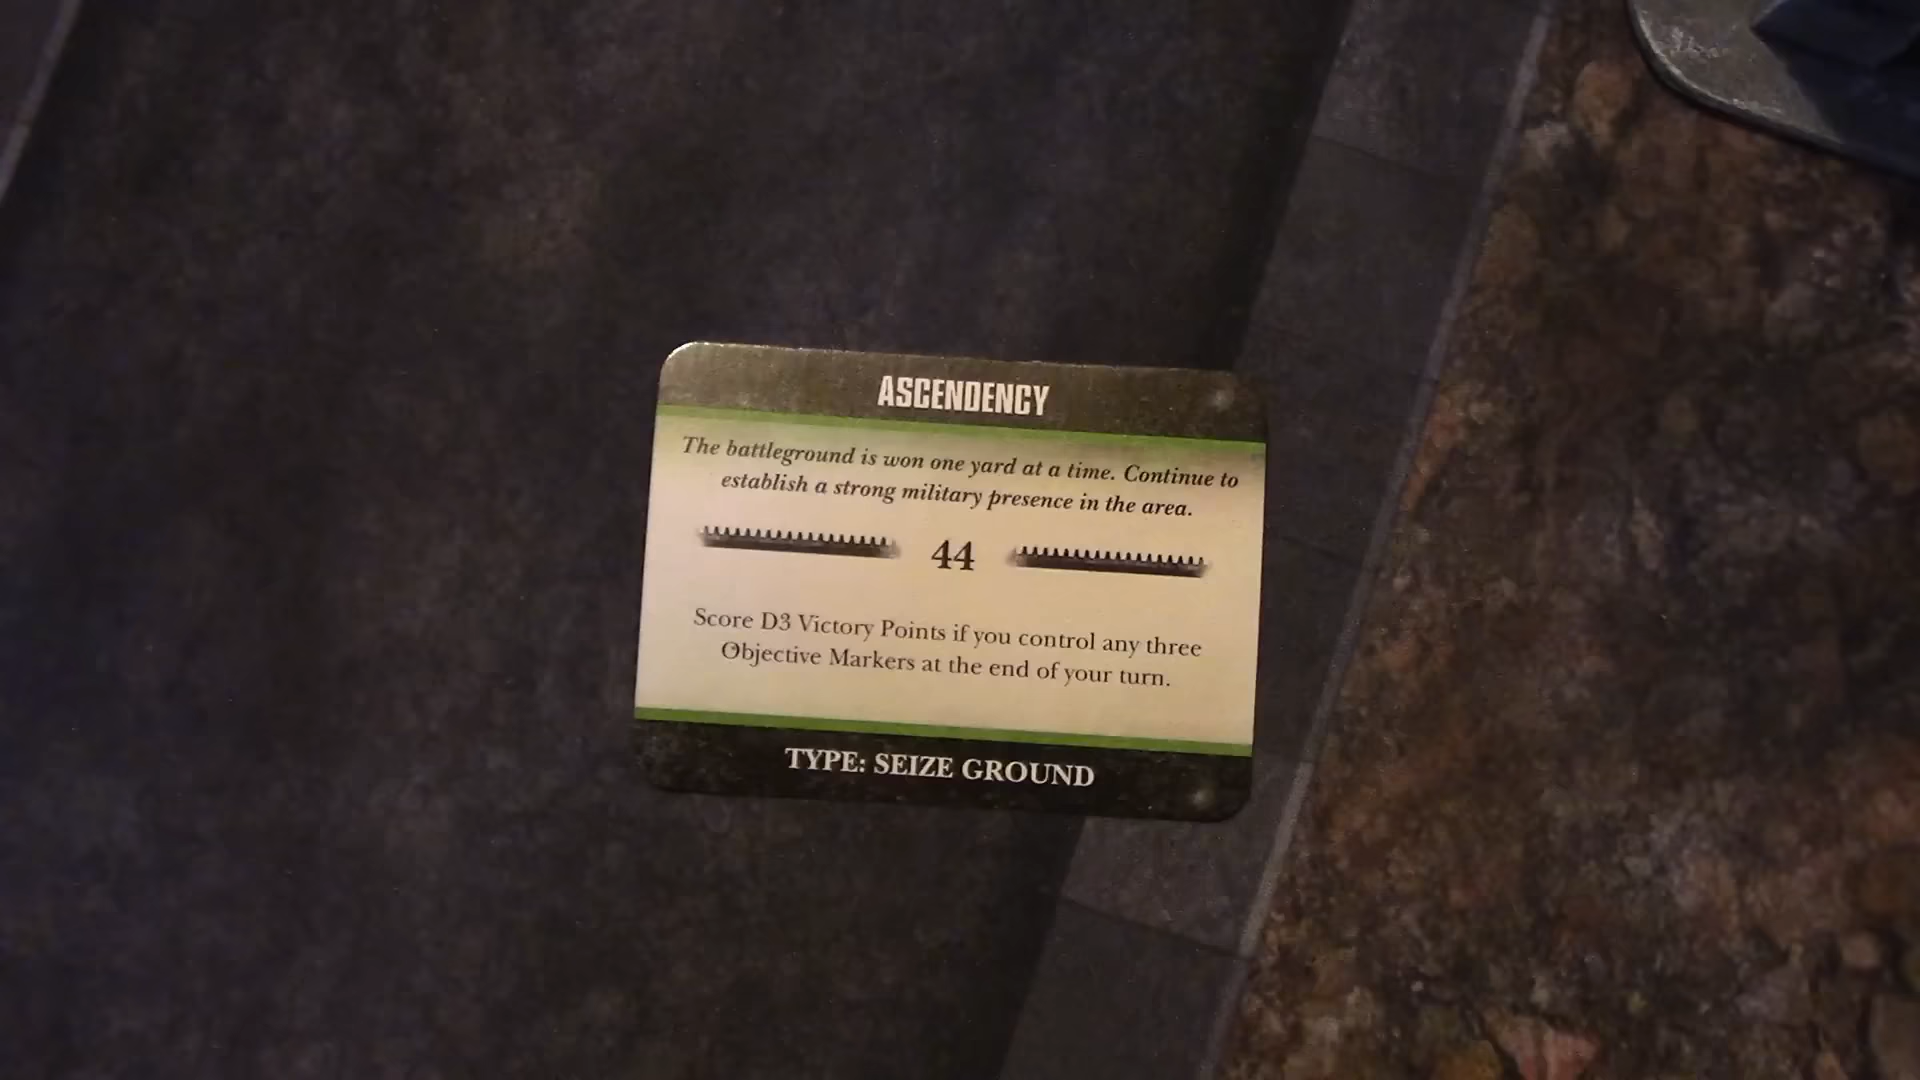 ASCENDENCY
The battleground is won one yard at a time. Continue to
establish a strong military presence in the area.
44
Score D3 Victory Points if you control any three
Objective Markers at the end of your turn.
TYPE: SEIZE GROUND